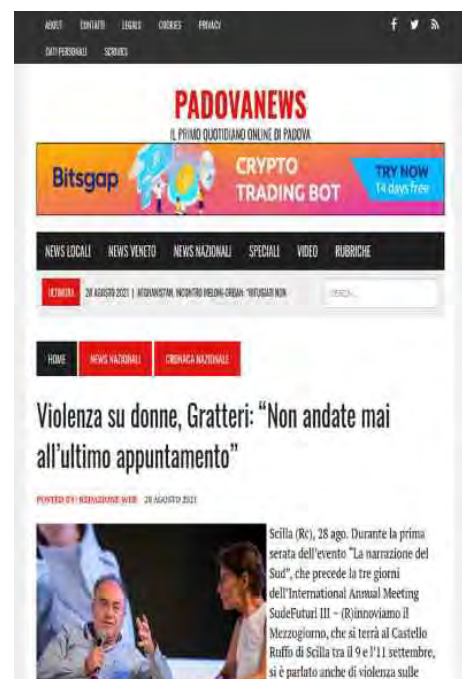 ABOUT CONTATTI LEGALS COOKIES PRIVACY
DATI PERSONALI SCRIVICI
PADOVANEWS
IL PRIMO QUOTIDIANO ONLINE DI PADOVA
Bitsgap
CRYPTO
TRADING BOT
TRY NOW
14 days free
NEWS LOCALI NEWS VENETO NEWS NAZIONALI SPECIALI VIDEO RUBRICHE
ULTIMORA 28 AGOSTO 2021 | AFGHANISTAN, INCONTRO MELONI-ORBAN: "RIFUGIATI NON
CERCA...
HOME NEWS NAZIONALI CRONACA NAZIONALE
Violenza su donne, Gratteri: “Non andate mai
all’ultimo appuntamento”
POSTED BY: REDAZIONE WEB 28 AGOSTO 2021
Scilla (Rc), 28 ago. Durante la prima
serata dell’evento “La narrazione del
Sud”, che precede la tre giorni
dell’International Annual Meeting
SudeFuturi III – (R)innoviamo il
Mezzogiorno, che si terrà al Castello
Ruffo di Scilla tra il 9 e l’11 settembre,
si è parlato anche di violenza sulle